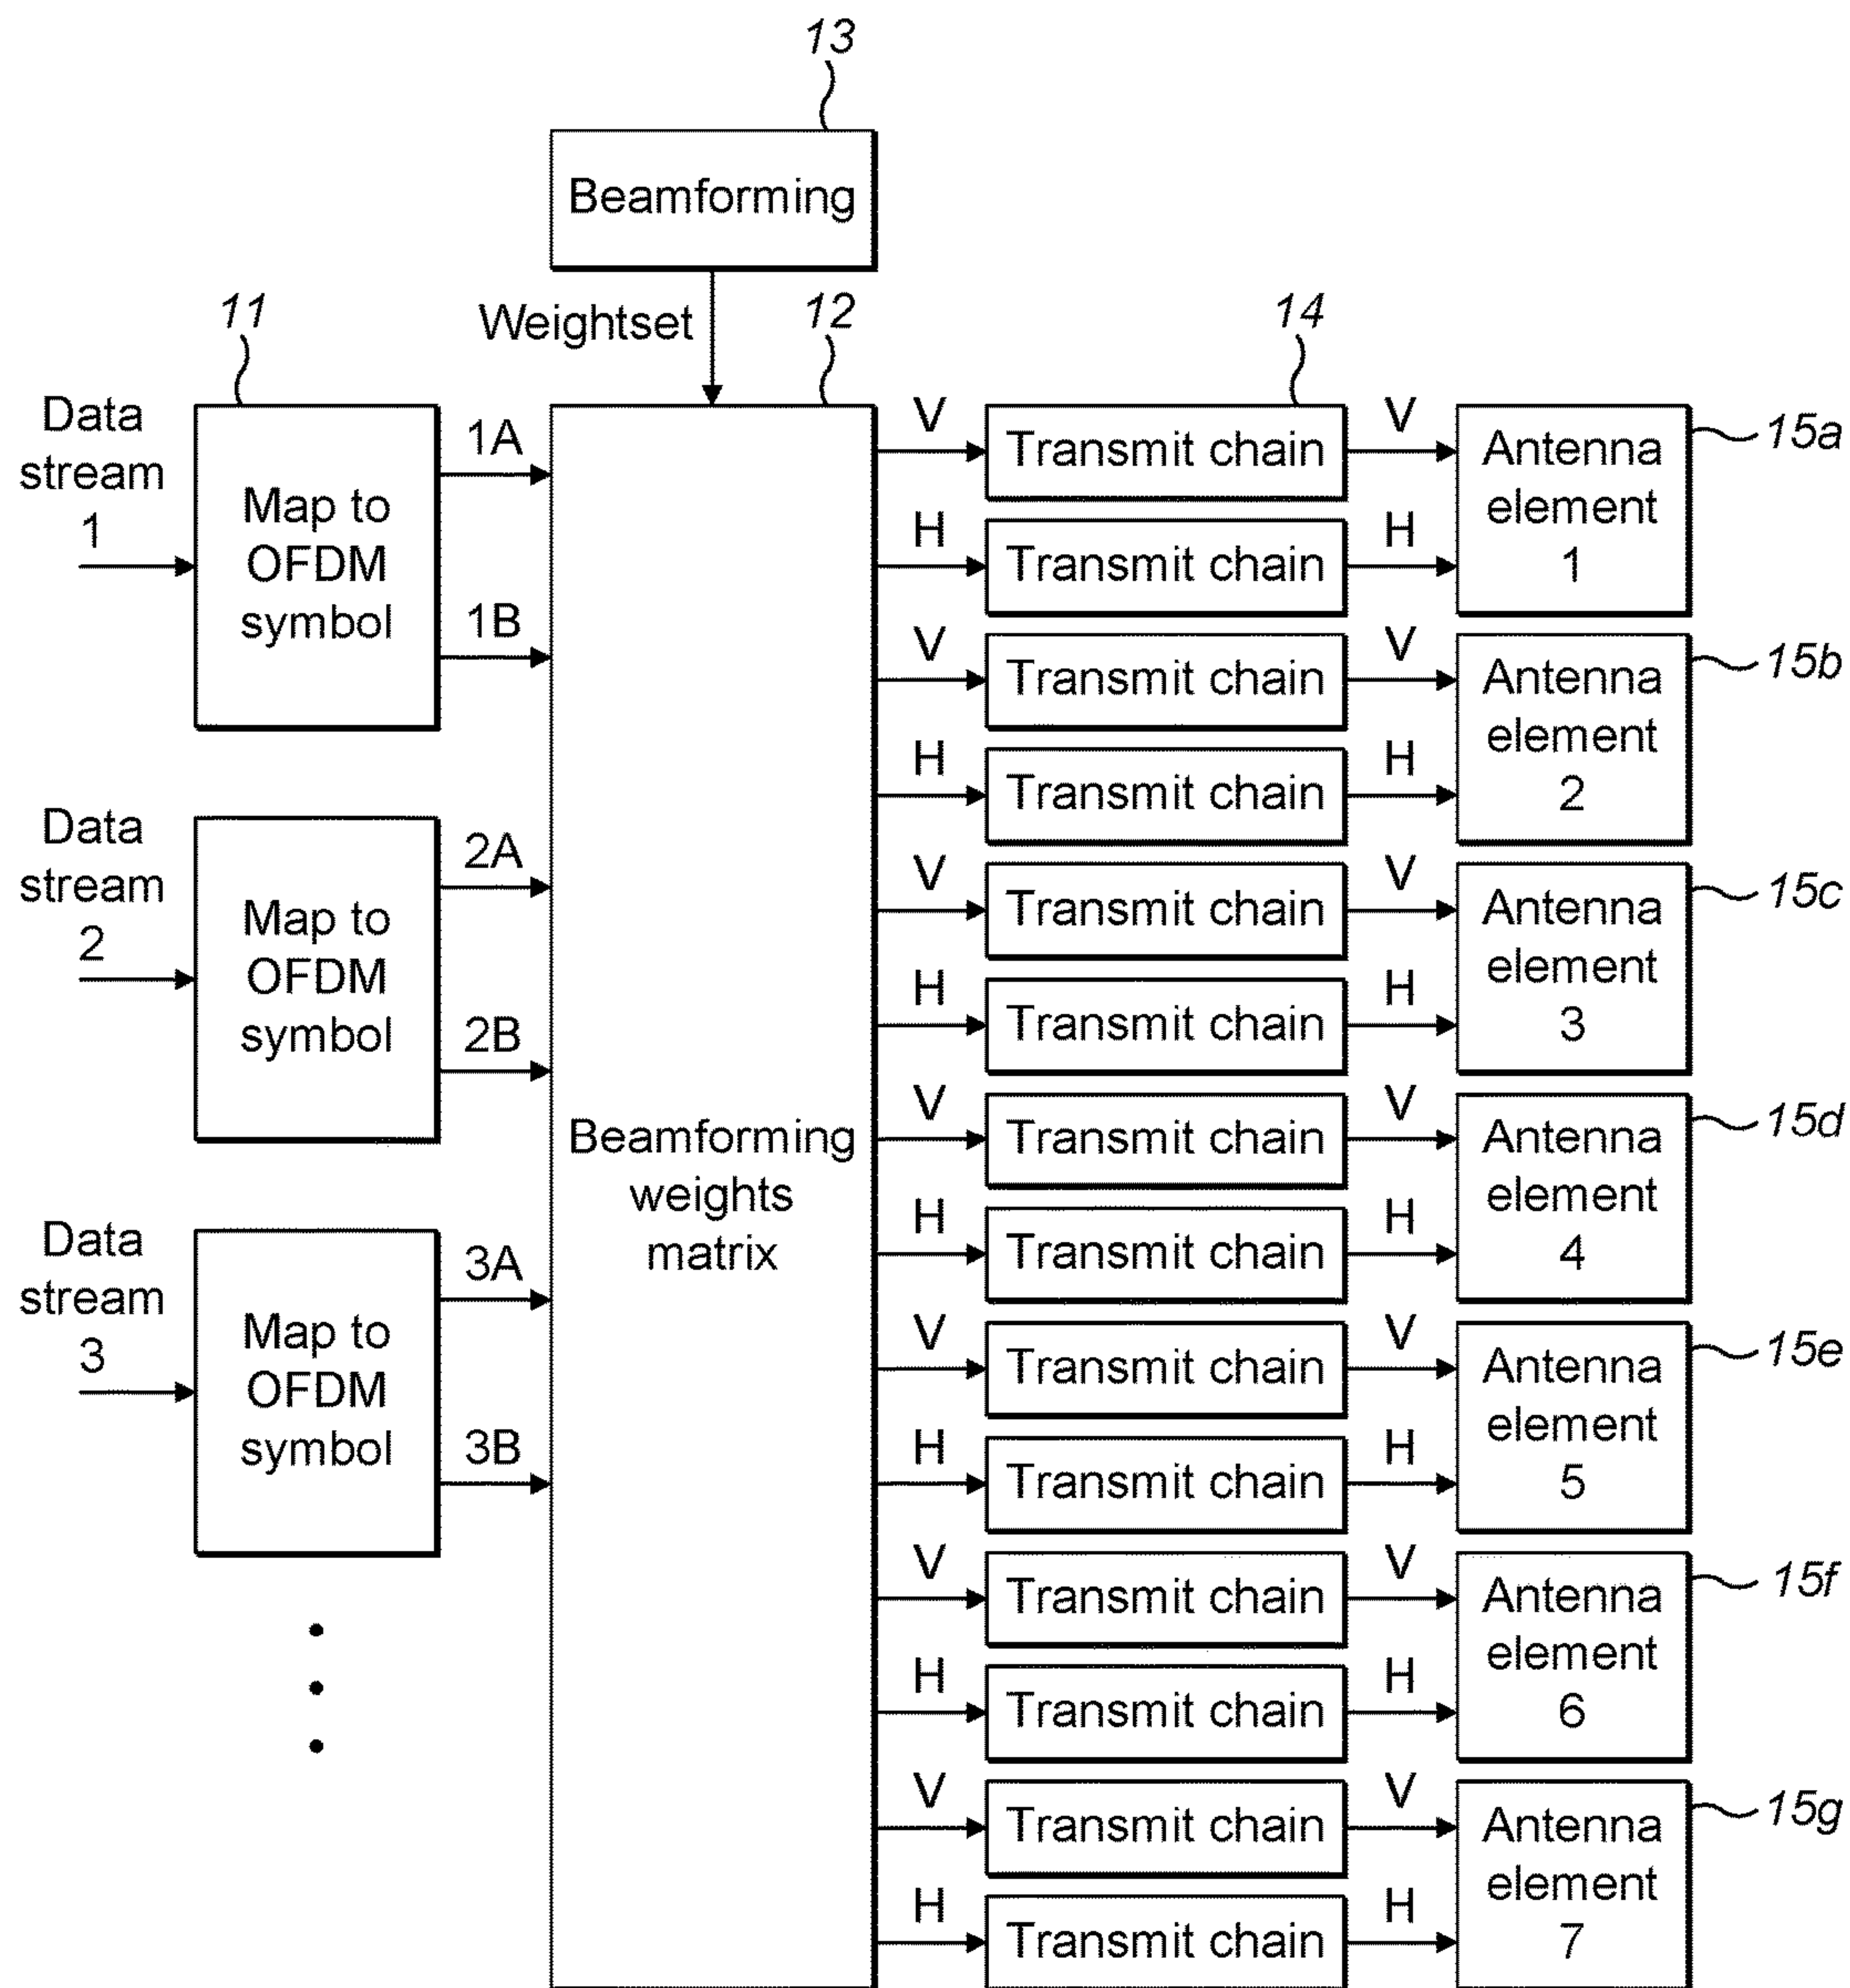 13
Beamforming
Weightset
11
12
14
Data
stream
1
Map to
OFDM
symbol
1A
1B
Data
stream
2
Map to
OFDM
symbol
2A
2B
Data
stream
3
Map to
OFDM
symbol
3A
3B
Beamforming
weights
matrix
V
Transmit chain
V
H
Transmit chain
H
Antenna
element
1
15a
V
Transmit chain
V
H
Transmit chain
H
Antenna
element
2
15b
V
Transmit chain
V
H
Transmit chain
H
Antenna
element
3
15c
V
Transmit chain
V
H
Transmit chain
H
Antenna
element
4
15d
V
Transmit chain
V
H
Transmit chain
H
Antenna
element
5
15e
V
Transmit chain
V
H
Transmit chain
H
Antenna
element
6
15f
V
Transmit chain
V
H
Transmit chain
H
Antenna
element
7
15g